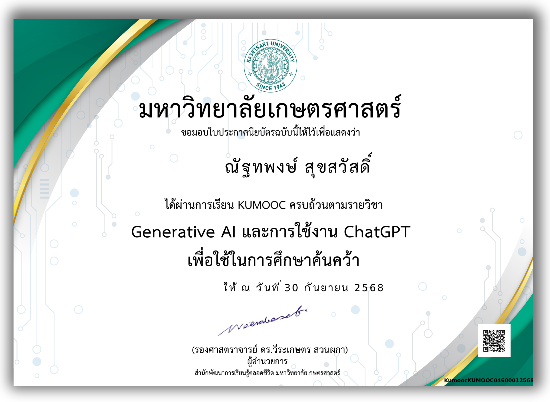 KASETSART UNIVERSITY
SINCE 1943
มหาวิทยาลัยเกษตรศาสตร์
ขอมอบใบประกาศนียบัตรฉบับนี้ให้ไว้เพื่อแสดงว่า
ณัฐทพงษ์ สุขสวัสดิ์
ได้ผ่านการเรียน KUMOOC ครบถ้วนตามรายวิชา
Generative AI และการใช้งาน ChatGPT
เพื่อใช้ในการศึกษาค้นคว้า
ให้ ณ วันที่ 30 กันยายน 2568
(รองศาสตราจารย์ ดร.วีระเกษตร สวนผกา)
ผู้อำนวยการ
สำนักพัฒนาการเรียนรู้ตลอดชีวิต มหาวิทยาลัยเกษตรศาสตร์